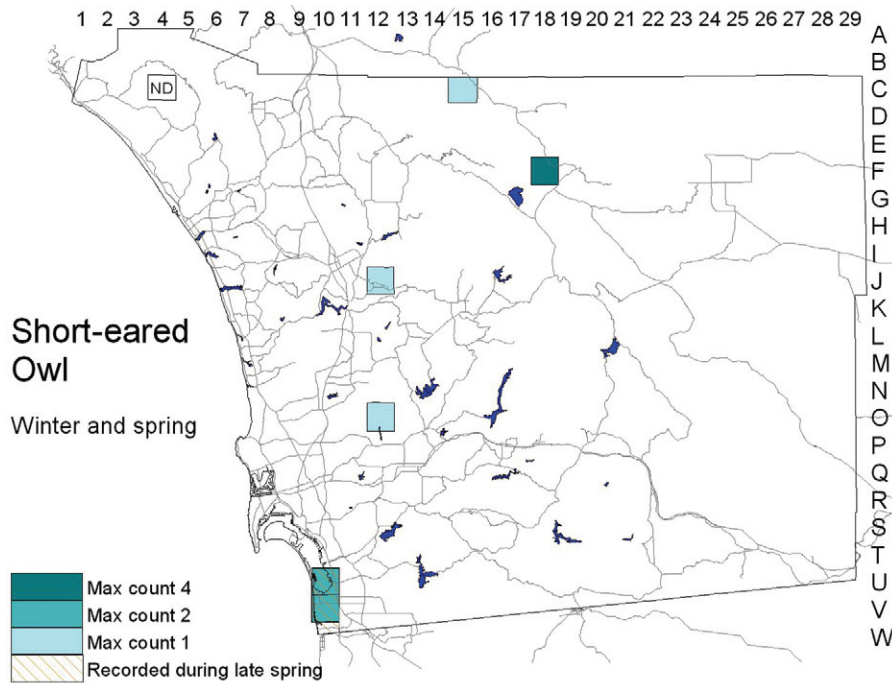 1 2 3 4 5 6 7 8 9 10 11 12 13 14 15 16 17 18 19 20 21 22 23 24 25 26 27 28 29
A
B
C
D
E
F
G
H
I
J
K
L
M
N
O
P
Q
R
S
T
U
V
W
ND
Short-eared
Owl
Winter and spring
Max count 4
Max count 2
Max count 1
Recorded during late spring